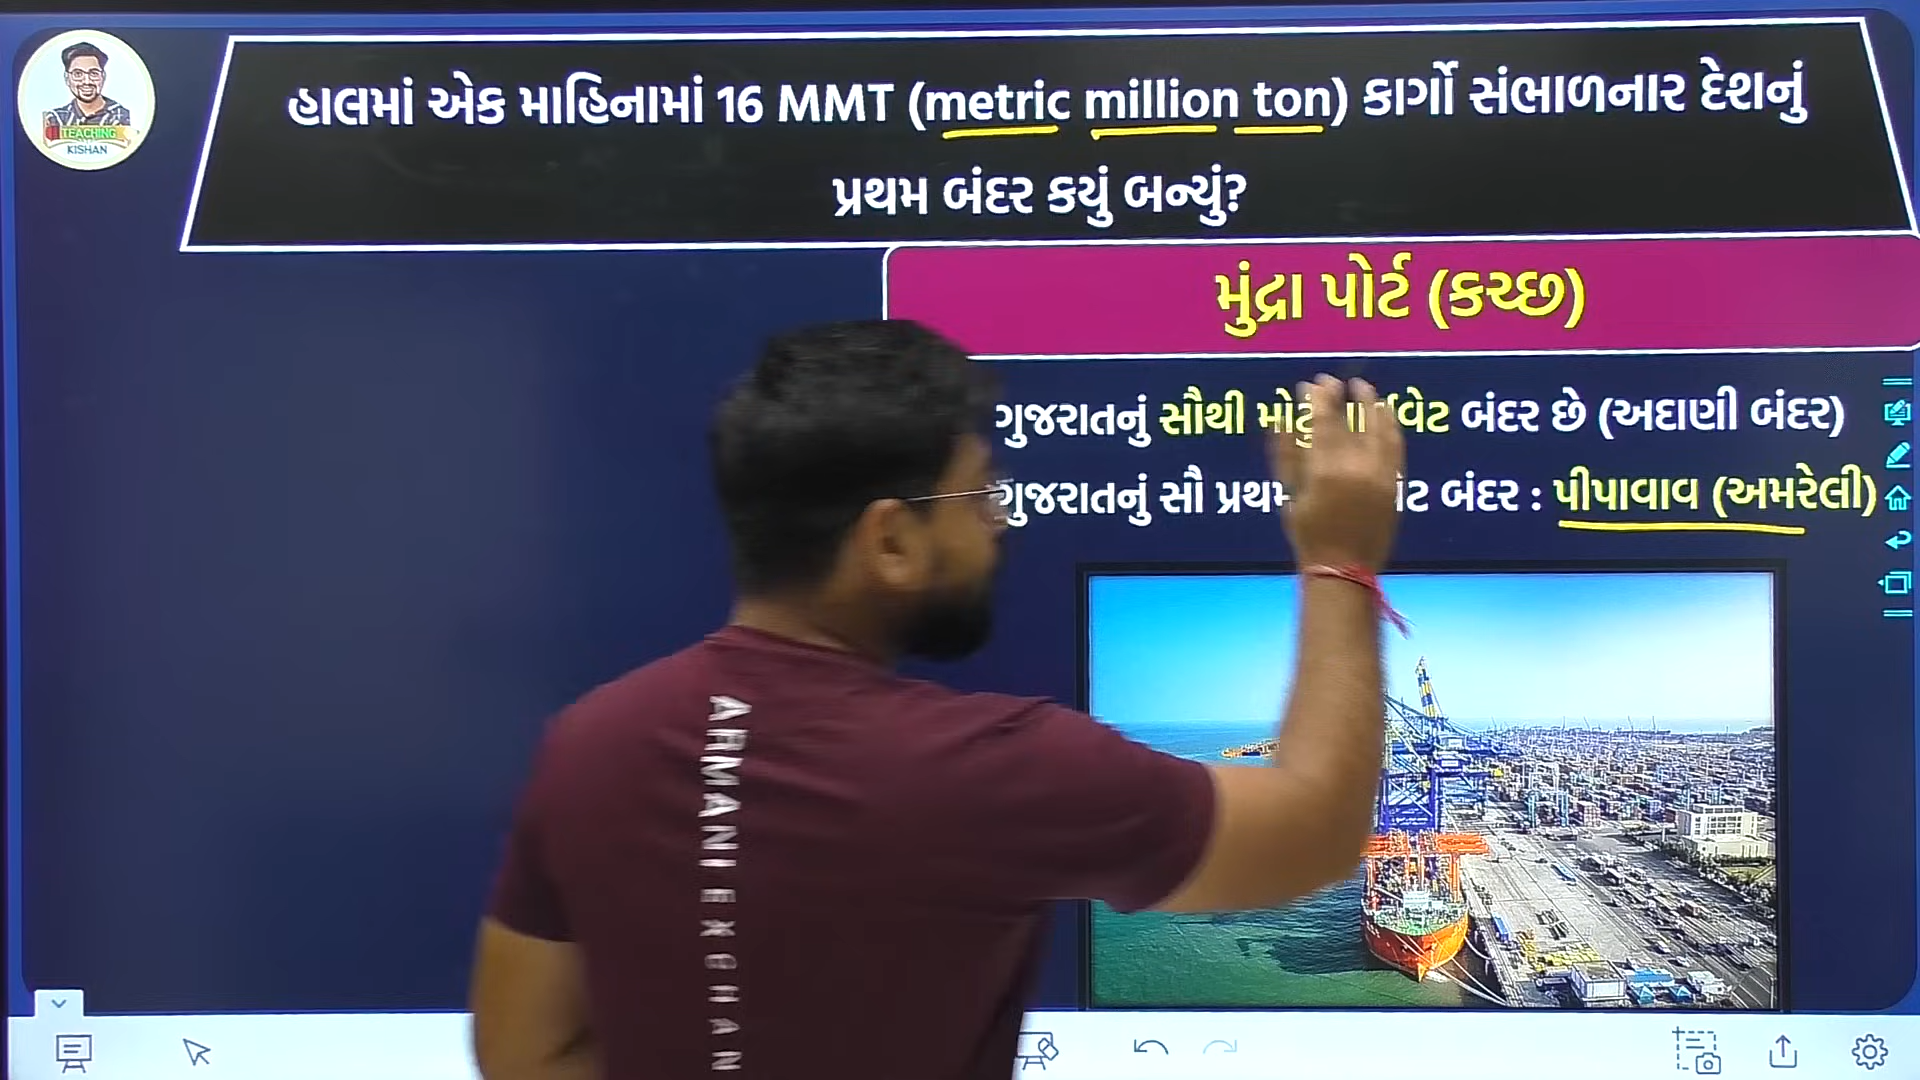 TEACHING
KISHAN
હાલમાં એક માહિનામાં 16 MMT (metric million ton) કાર્ગો સંભાળનાર દેશનું
પ્રથમ બંદર કયું બન્યું?
મુંદ્રા પોર્ટ (કચ્છ)
ગુજરાતનું સૌથી મોટું બંદર છે (અદાણી બંદર)
ગુજરાતનું સૌ પ્રથમ બંદર : પીપાવાવ (અમરેલી)
ARMANI EXCHAN